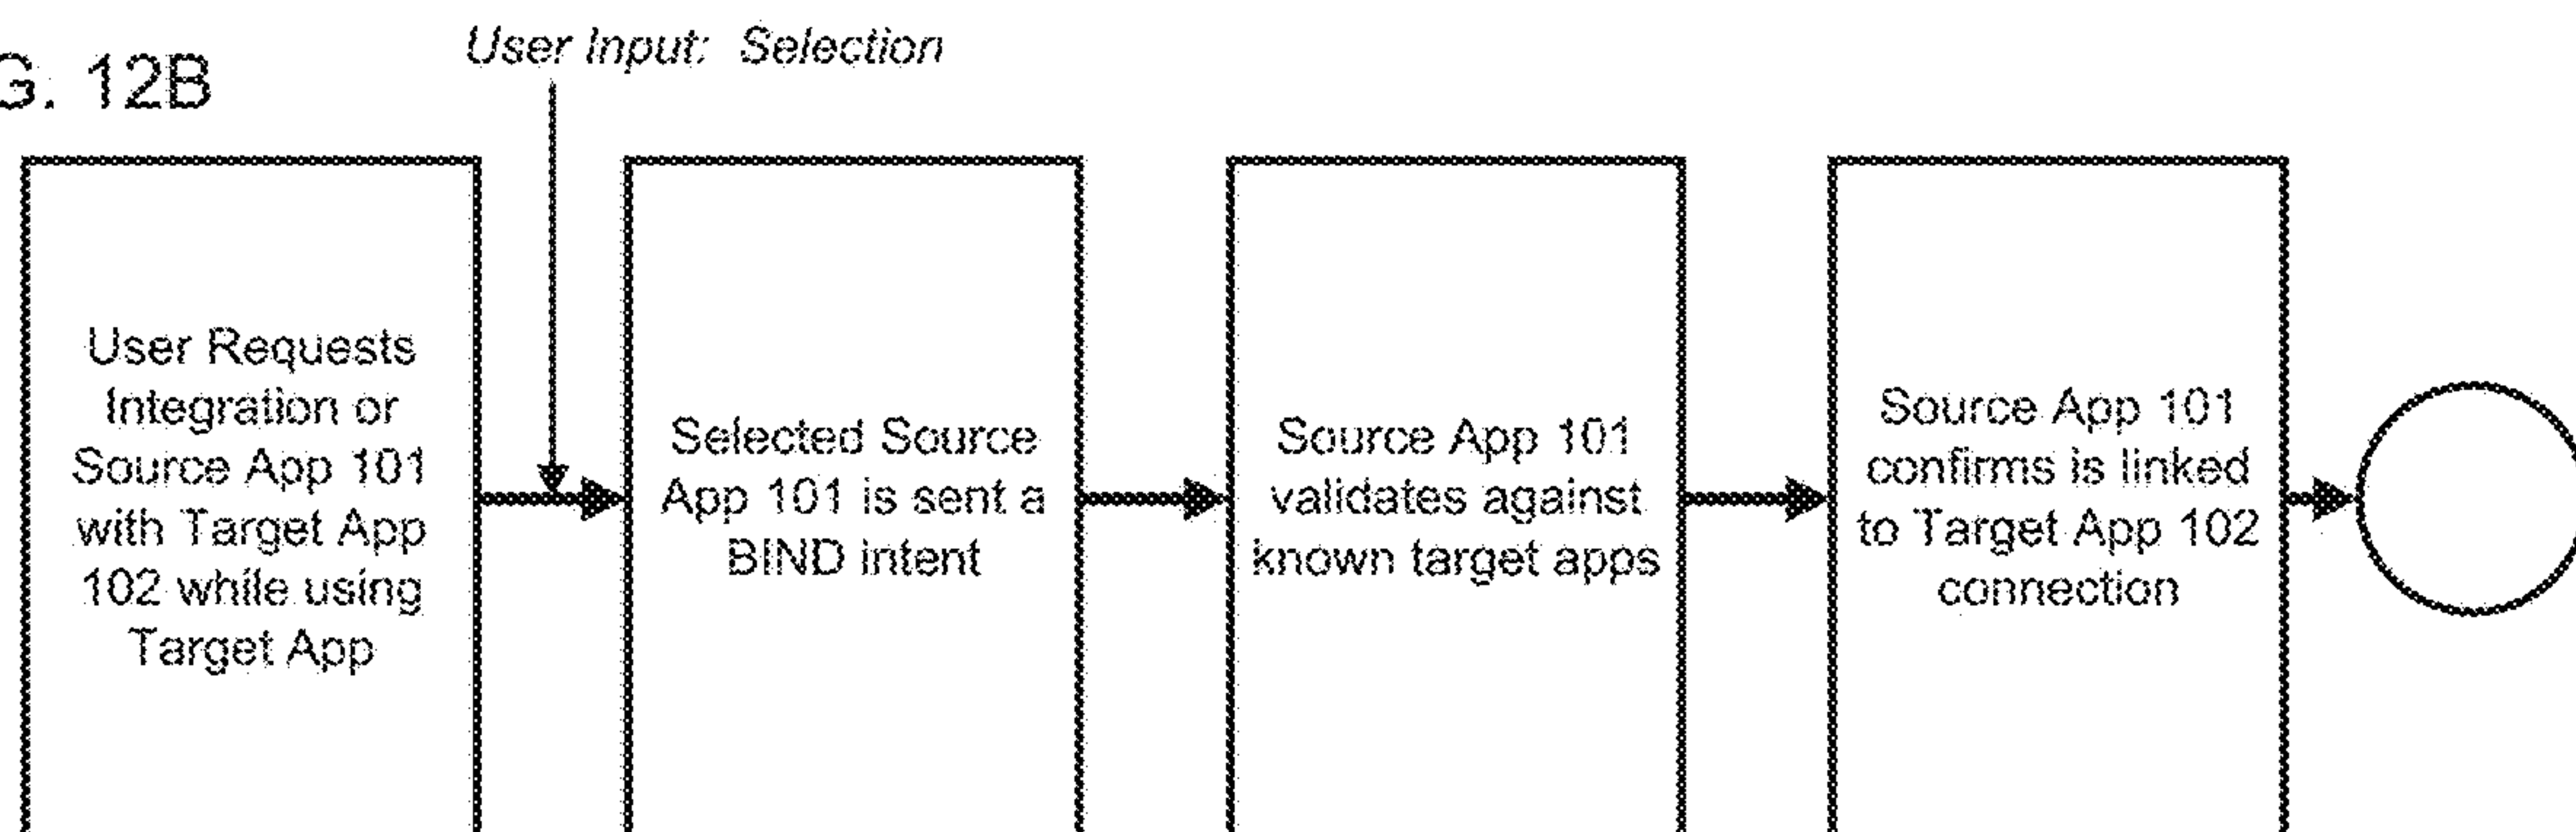 G. 12B
User Input: Selection
User Requests
Integration or
Source App 101
with Target App
102 while using
Target App
Selected Source
App 101 is sent a
BIND intent
Source App 101
validates against
known target apps
Source App 101
confirms is linked
to Target App 102
connection